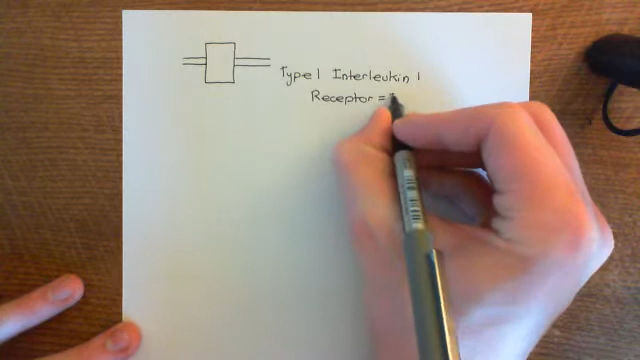 Type 1 Interleukin 1
Receptor =